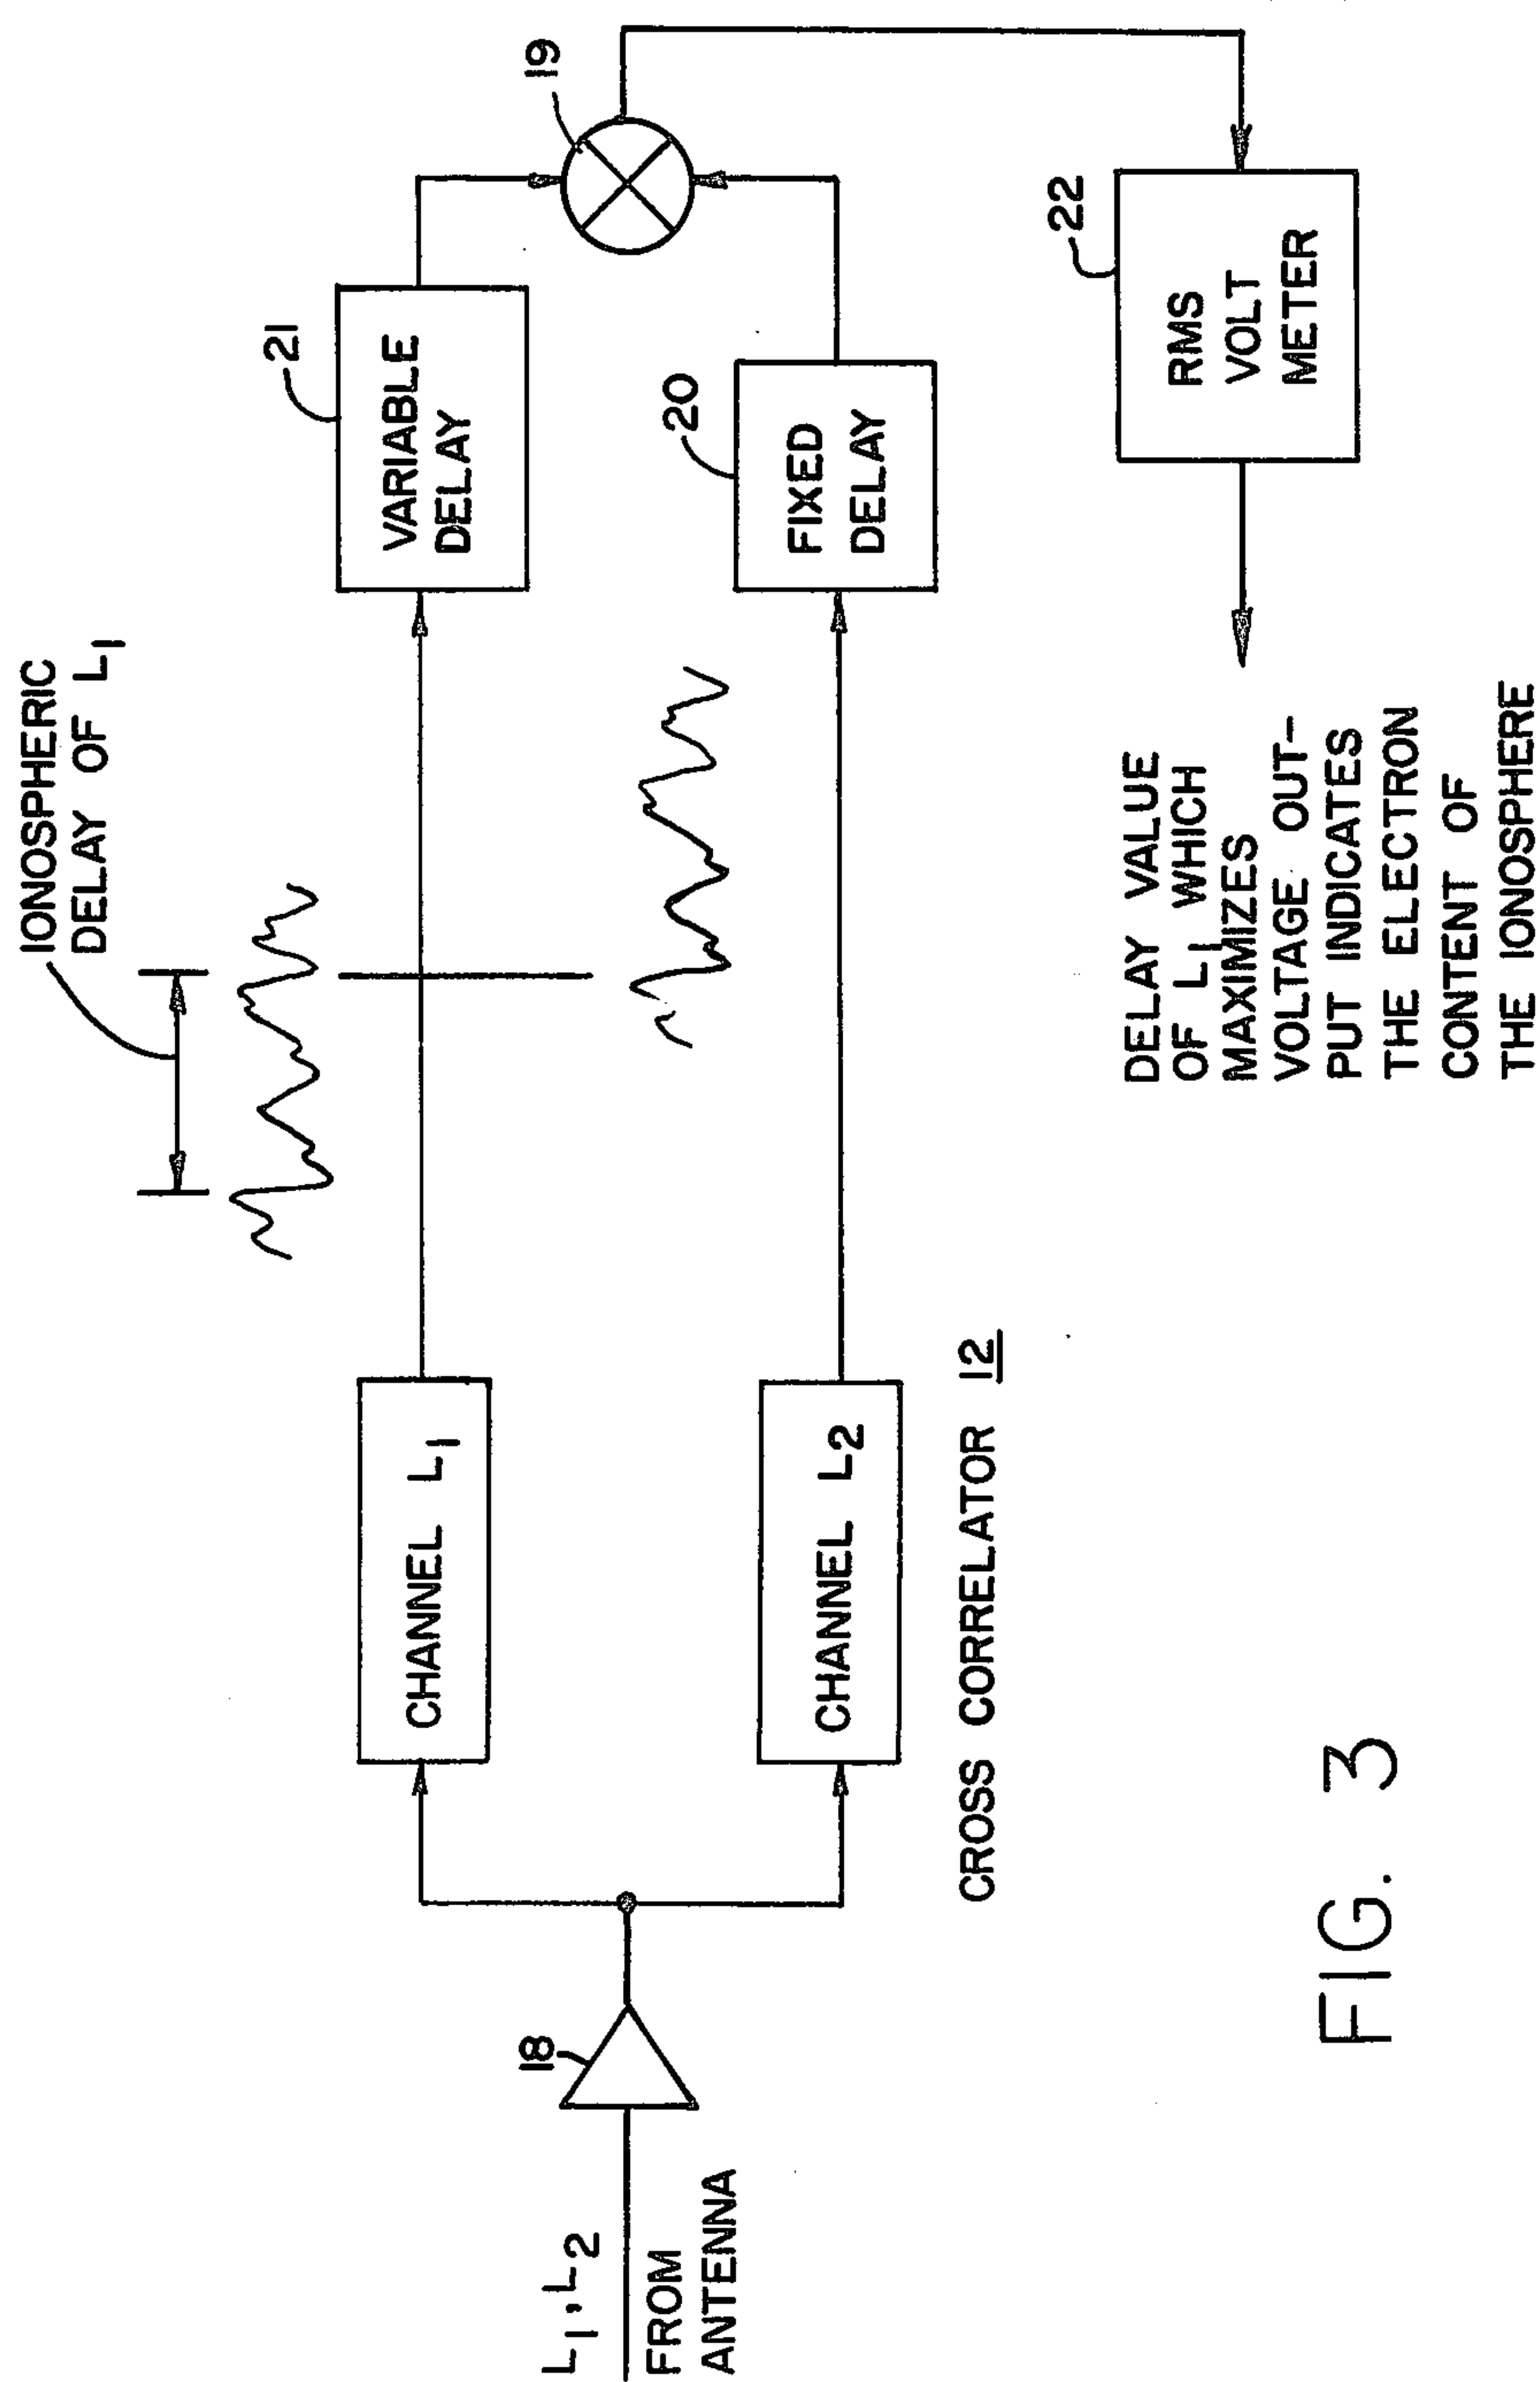 IONOSPHERIC
DELAY OF L1
21
19
VARIABLE
DELAY
CHANNEL L1
18
L1, L2
FROM
ANTENNA
20
FIXED
DELAY
CHANNEL L2
CROSS CORRELATOR 12
22
RMS
VOLT
METER
DELAY VALUE
OF L1 WHICH
MAXIMIZES
VOLTAGE OUT-
PUT INDICATES
THE ELECTRON
CONTENT OF
THE IONOSPHERE
FIG. 3